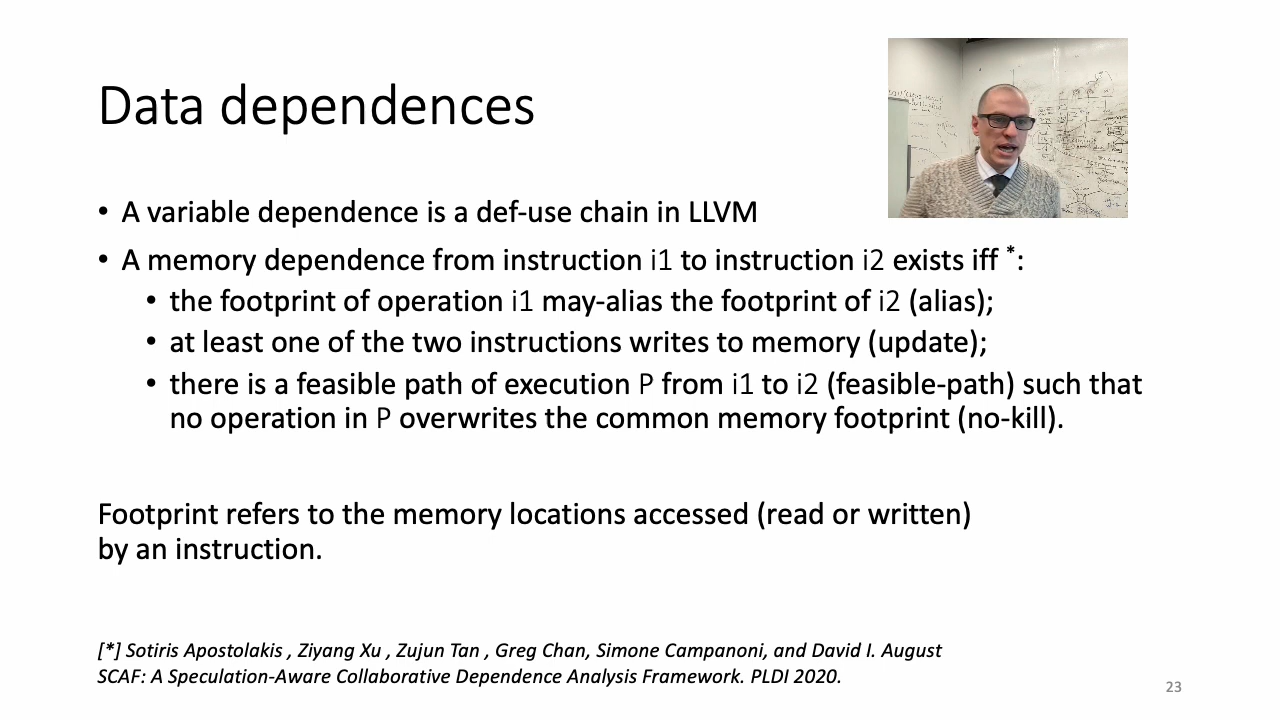 Data dependences
• A variable dependence is a def-use chain in LLVM
• A memory dependence from instruction i1 to instruction i2 exists iff *:
• the footprint of operation i1 may-alias the footprint of i2 (alias);
• at least one of the two instructions writes to memory (update);
• there is a feasible path of execution P from i1 to i2 (feasible-path) such that
no operation in P overwrites the common memory footprint (no-kill).
Footprint refers to the memory locations accessed (read or written)
by an instruction.
[*] Sotiris Apostolakis , Ziyang Xu , Zujun Tan , Greg Chan, Simone Campanoni, and David I. August
SCAF: A Speculation-Aware Collaborative Dependence Analysis Framework. PLDI 2020.
23